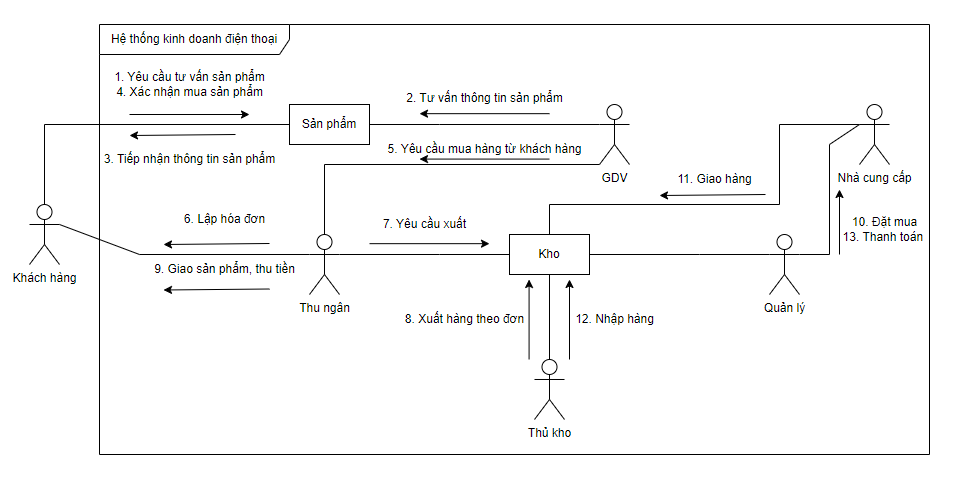 Hệ thống kinh doanh điện thoại
1. Yêu cầu tư vấn sản phẩm
4. Xác nhận mua sản phẩm
2. Tư vấn thông tin sản phẩm
Sản phẩm
3. Tiếp nhận thông tin sản phẩm
5. Yêu cầu mua hàng từ khách hàng
GDV
11. Giao hàng
Nhà cung cấp
6. Lập hóa đơn
7. Yêu cầu xuất
10. Đặt mua
13. Thanh toán
Kho
9. Giao sản phẩm, thu tiền
Khách hàng
Thu ngân
Quản lý
8. Xuất hàng theo đơn
12. Nhập hàng
Thủ kho